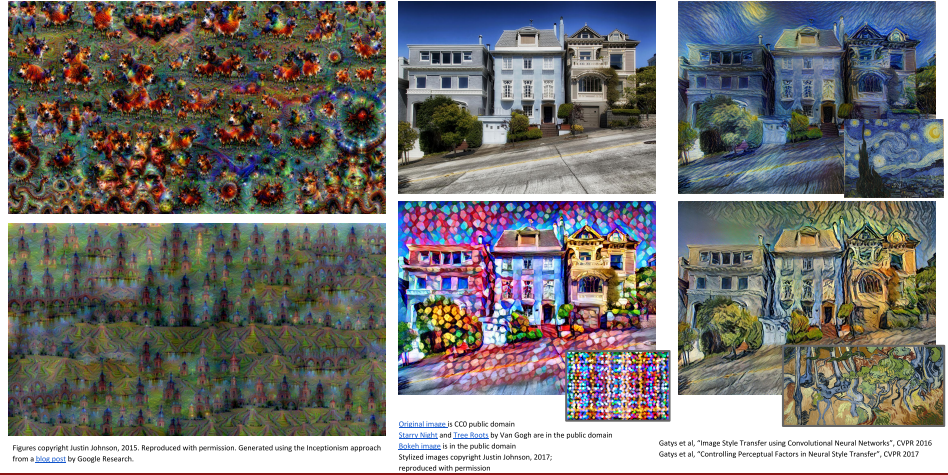 Figures copyright Justin Johnson, 2015. Reproduced with permission. Generated using the Inceptionism approach
from a blog post by Google Research.
Original image is CC0 public domain
Starry Night and Tree Roots by Van Gogh are in the public domain
Bokeh image is in the public domain
Stylized images copyright Justin Johnson, 2017;
reproduced with permission
Gatys et al, “Image Style Transfer using Convolutional Neural Networks”, CVPR 2016
Gatys et al, “Controlling Perceptual Factors in Neural Style Transfer”, CVPR 2017